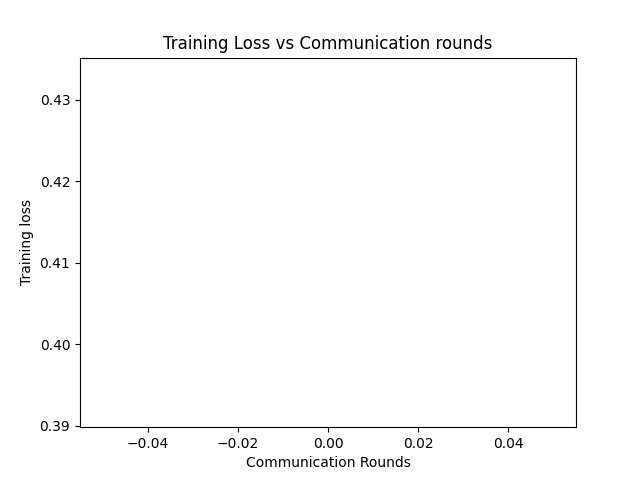 Training Loss vs Communication rounds
0.43
0.42
0.41
0.40
0.39
Training loss
−0.04 −0.02 0.00 0.02 0.04
Communication Rounds